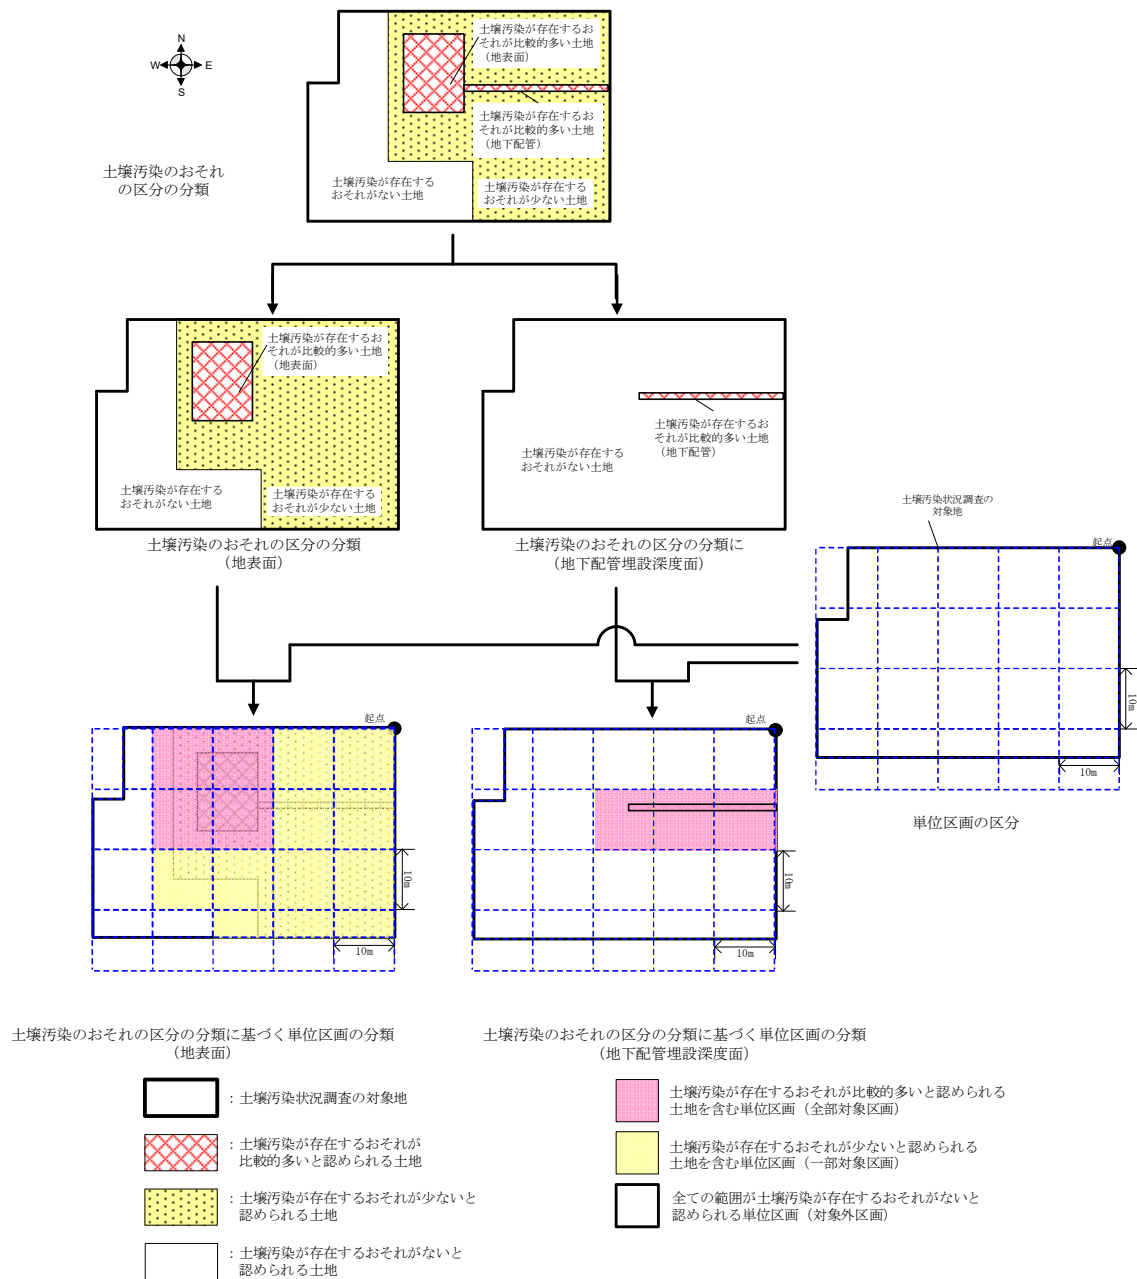 N
W
E
S
土壌汚染のおそれ
の区分の分類
土壌汚染が存在するお
それが比較的多い土地
（地表面）
土壌汚染が存在するお
それが比較的多い土地
（地下配管）
土壌汚染が存在する
おそれがない土地
土壌汚染が存在する
おそれが少ない土地
土壌汚染が存在するお
それが比較的多い土地
（地表面）
土壌汚染が存在する
おそれがない土地
土壌汚染が存在する
おそれが少ない土地
土壌汚染のおそれの区分の分類
（地表面）
土壌汚染が存在するお
それが比較的多い土地
（地下配管）
土壌汚染が存在する
おそれがない土地
土壌汚染のおそれの区分の分類に
（地下配管埋設深度面）
土壌汚染状況調査の
対象地
起点
10m
10m
単位区画の区分
起点
10m
10m
土壌汚染のおそれの区分の分類に基づく単位区画の分類
（地表面）
起点
10m
10m
土壌汚染のおそれの区分の分類に基づく単位区画の分類
（地下配管埋設深度面）
：土壌汚染状況調査の対象地
：土壌汚染が存在するおそれが
比較的多いと認められる土地
：土壌汚染が存在するおそれが少ないと
認められる土地
：土壌汚染が存在するおそれがないと
認められる土地
土壌汚染が存在するおそれが比較的多いと認められる
土地を含む単位区画（全部対象区画）
土壌汚染が存在するおそれが少ないと認められる
土地を含む単位区画（一部対象区画）
全ての範囲が土壌汚染が存在するおそれがないと
認められる単位区画（対象外区画）